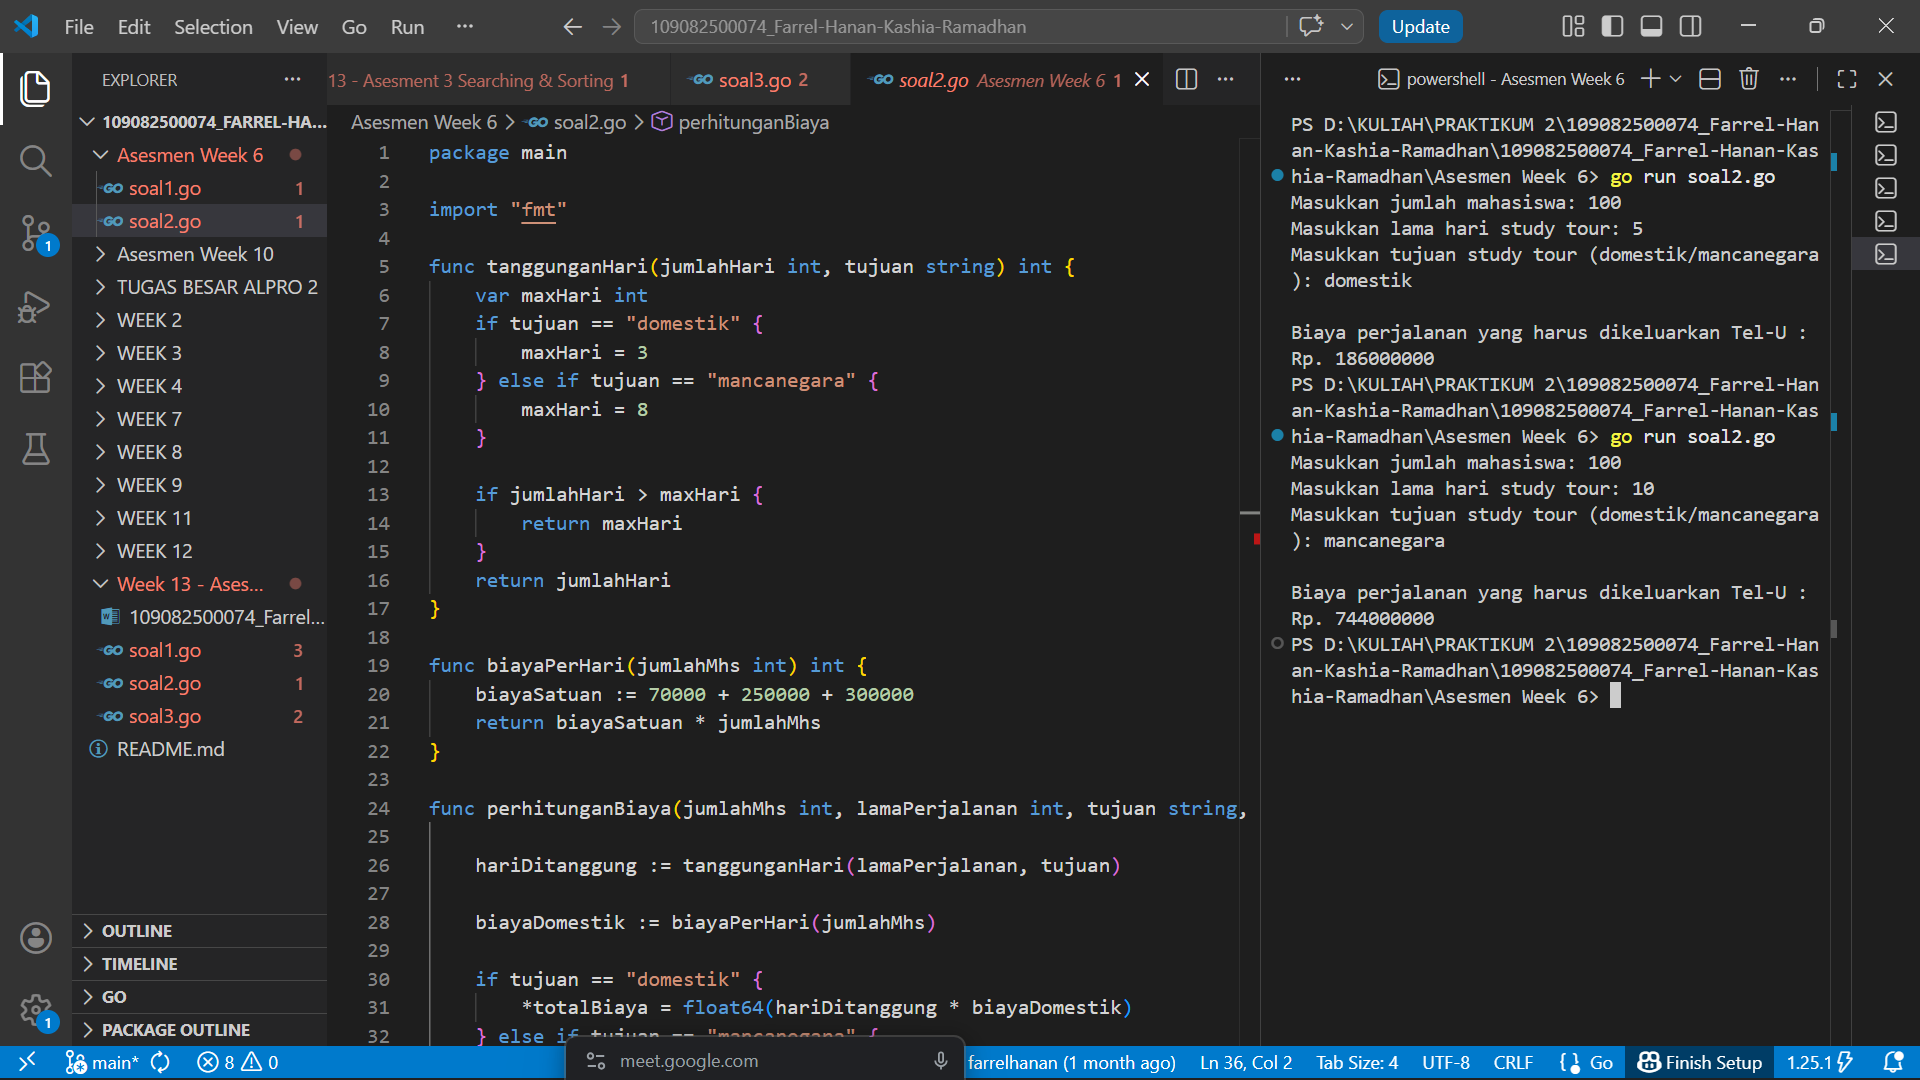 File Edit Selection View Go Run ···
109082500074_Farrel-Hanan-Kashia-Ramadhan
Update
EXPLORER
109082500074_FARREL-HA...
Asesmen Week 6
soal1.go 1
soal2.go 1
Asesmen Week 10
TUGAS BESAR ALPRO 2
WEEK 2
WEEK 3
WEEK 4
WEEK 7
WEEK 8
WEEK 9
WEEK 11
WEEK 12
Week 13 - Ases...
109082500074_Farrel...
soal1.go 3
soal2.go 1
soal3.go 2
README.md
OUTLINE
TIMELINE
GO
PACKAGE OUTLINE
13 - Asesment 3 Searching & Sorting 1
soal3.go 2
soal2.go Asesmen Week 6 1
Asesmen Week 6 > soal2.go > perhitunganBiaya
1 package main
2
3 import "fmt"
4
5 func tanggunganHari(jumlahHari int, tujuan string) int {
6 var maxHari int
7 if tujuan == "domestik" {
8 maxHari = 3
9 } else if tujuan == "mancanegara" {
10 maxHari = 8
11 }
12
13 if jumlahHari > maxHari {
14 return maxHari
15 }
16 return jumlahHari
17 }
18
19 func biayaPerHari(jumlahMhs int) int {
20 biayaSatuan := 70000 + 250000 + 300000
21 return biayaSatuan * jumlahMhs
22 }
23
24 func perhitunganBiaya(jumlahMhs int, lamaPerjalanan int, tujuan string,
25
26 hariDitanggung := tanggunganHari(lamaPerjalanan, tujuan)
27
28 biayaDomestik := biayaPerHari(jumlahMhs)
29
30 if tujuan == "domestik" {
31 *totalBiaya = float64(hariDitanggung * biayaDomestik)
32 } else if tujuan == "mancanegara" {
powershell - Asesmen Week 6
PS D:\KULIAH\PRAKTIKUM 2\109082500074_Farrel-Han
an-Kashia-Ramadhan\109082500074_Farrel-Hanan-Kas
hia-Ramadhan\Asesmen Week 6> go run soal2.go
Masukkan jumlah mahasiswa: 100
Masukkan lama hari study tour: 5
Masukkan tujuan study tour (domestik/mancanegara
): domestik
Biaya perjalanan yang harus dikeluarkan Tel-U :
Rp. 186000000
PS D:\KULIAH\PRAKTIKUM 2\109082500074_Farrel-Han
an-Kashia-Ramadhan\109082500074_Farrel-Hanan-Kas
hia-Ramadhan\Asesmen Week 6> go run soal2.go
Masukkan jumlah mahasiswa: 100
Masukkan lama hari study tour: 10
Masukkan tujuan study tour (domestik/mancanegara
): mancanegara
Biaya perjalanan yang harus dikeluarkan Tel-U :
Rp. 744000000
PS D:\KULIAH\PRAKTIKUM 2\109082500074_Farrel-Han
an-Kashia-Ramadhan\109082500074_Farrel-Hanan-Kas
hia-Ramadhan\Asesmen Week 6>
1
1
main* 8 0
meet.google.com
farrelhanan (1 month ago) Ln 36, Col 2 Tab Size: 4 UTF-8 CRLF { } Go Finish Setup 1.25.1